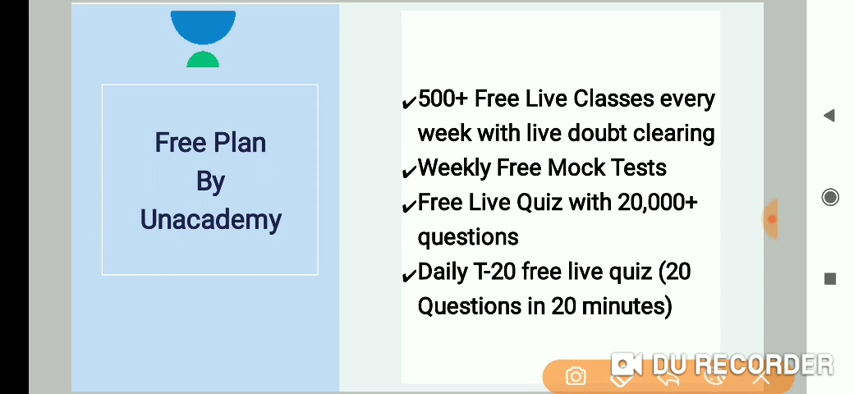 Free Plan
By
Unacademy
✓500+ Free Live Classes every
week with live doubt clearing
✓Weekly Free Mock Tests
✓Free Live Quiz with 20,000+
questions
✓Daily T-20 free live quiz (20
Questions in 20 minutes)
DU RECORDER